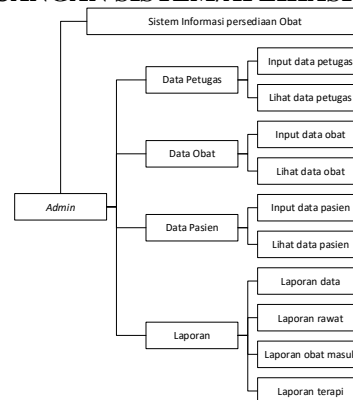 Sistem Informasi persediaan Obat
Input data petugas
Data Petugas
Lihat data petugas
Input data obat
Data Obat
Lihat data obat
Admin
Input data pasien
Data Pasien
Lihat data pasien
Laporan data
Laporan rawat
Laporan
Laporan obat masuk
Laporan terapi